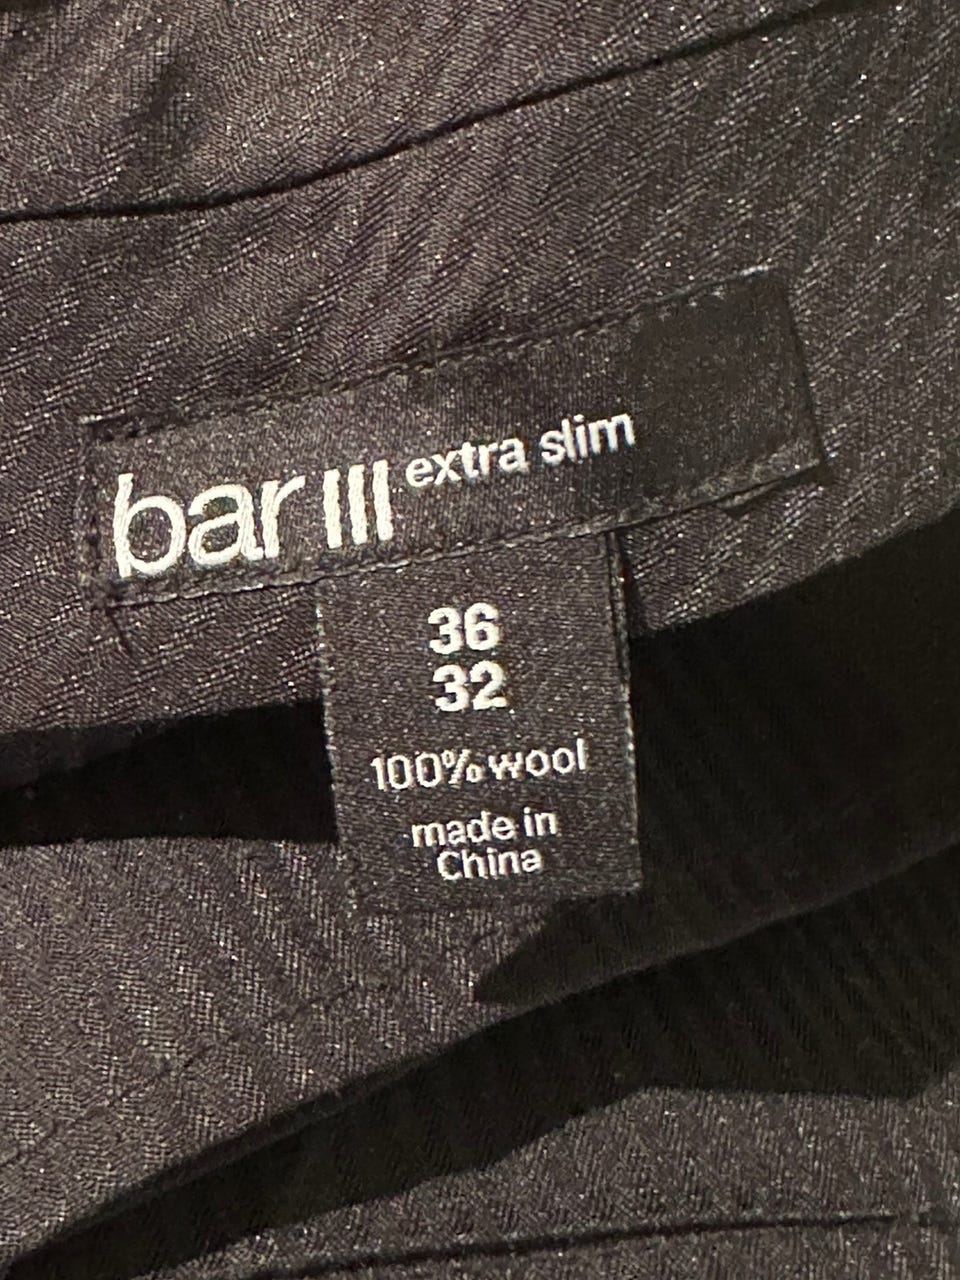 bar III extra slim
36
32
100% wool
made in
China